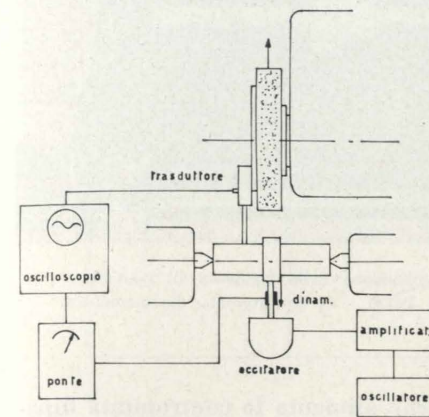 trasduttore
oscilloscopio
dinam.
amplificat
ponte
eccitatore
oscillatore